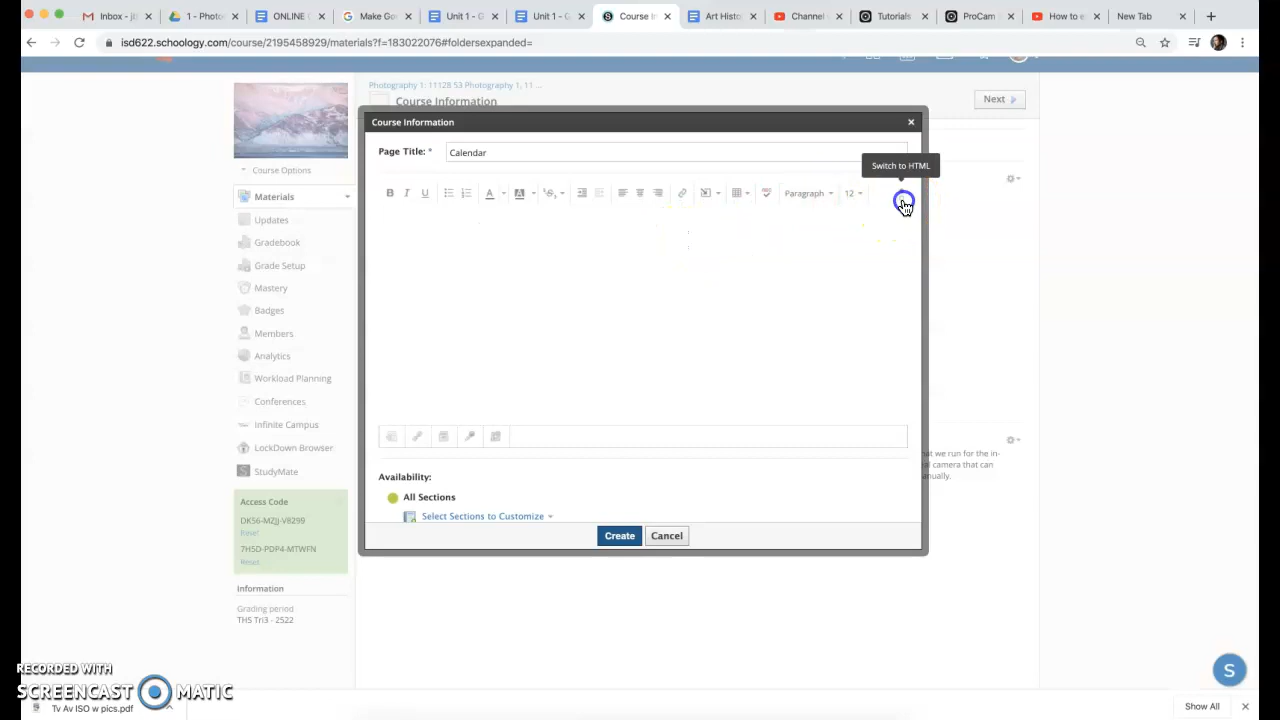 Inbox - jb
1 - Photo
ONLINE C
Make Goo
Unit 1 - G
Unit 1 - G
Course In
Art Histo
Channel v
Tutorials
ProCam
How to e
New Tab
isd622.schoology.com/course/2195458929/materials?f=183022076#foldersexpanded=
Photography 1: 11128 53 Photography 1, 11 ...
Course Information
Next
Course Options
Materials
Updates
Gradebook
Grade Setup
Mastery
Badges
Members
Analytics
Workload Planning
Conferences
Infinite Campus
LockDown Browser
StudyMate
Access Code
DK56-MZJJ-V8299
Reset
7H5D-PDP4-MTWFN
Reset
Information
Grading period
THS Tri3 - 2522
Course Information
Page Title: *
Calendar
Switch to HTML
B I U
Paragraph
12
Availability:
All Sections
Select Sections to Customize
Create
Cancel
hat we run for the in-
al camera that can
anually.
S
RECORDED WITH
SCREENCAST MATIC
Tv Av ISO w pics.pdf
Show All